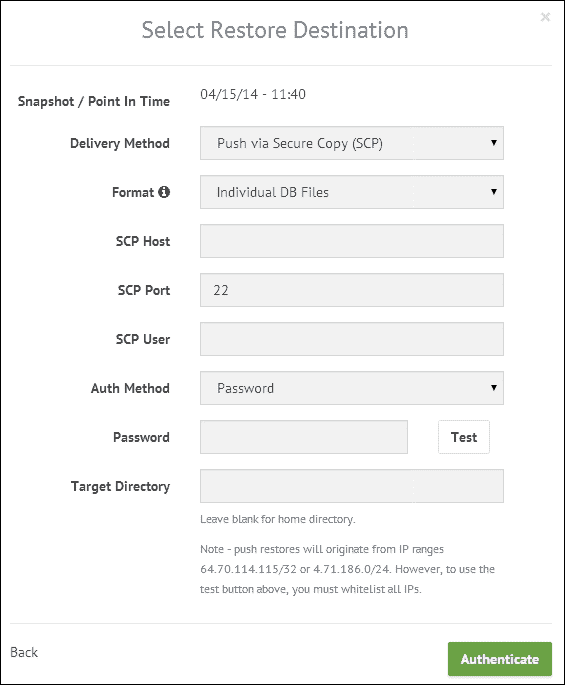 Select Restore Destination
×
Snapshot / Point In Time 04/15/14 - 11:40
Delivery Method Push via Secure Copy (SCP)
Format Individual DB Files
SCP Host
SCP Port 22
SCP User
Auth Method Password
Password Test
Target Directory
Leave blank for home directory.
Note - push restores will originate from IP ranges
64.70.114.115/32 or 4.71.186.0/24. However, to use the
test button above, you must whitelist all IPs.
Back Authenticate